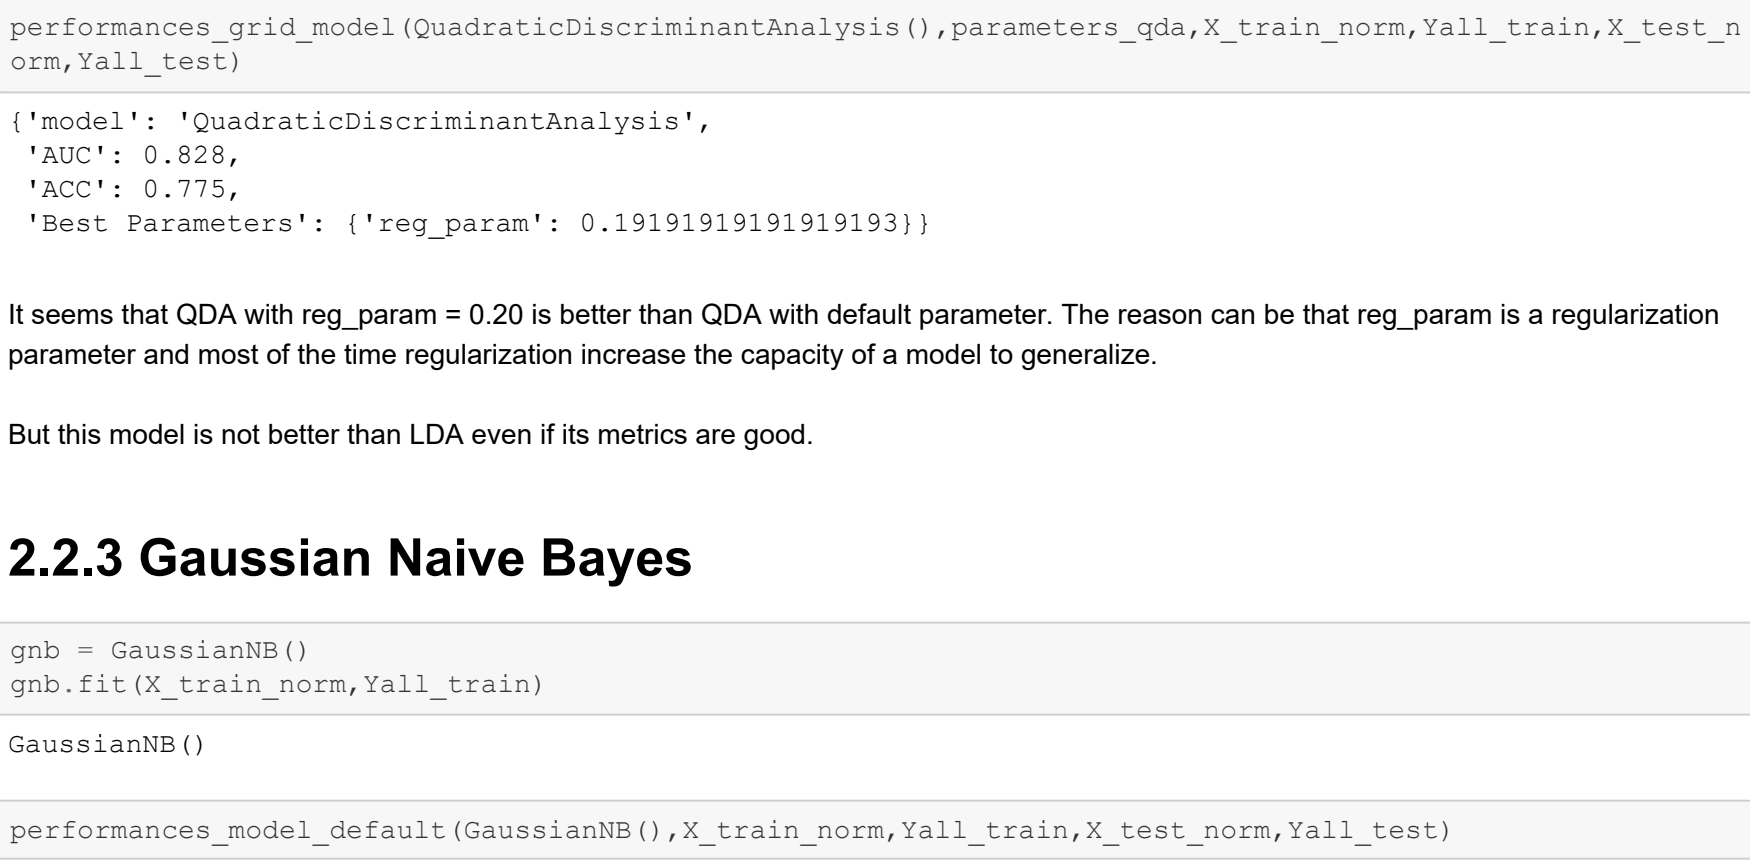 performances_grid_model(QuadraticDiscriminantAnalysis(),parameters_qda,X_train_norm,Yall_train,X_test_n
orm,Yall_test)
{'model': 'QuadraticDiscriminantAnalysis',
 'AUC': 0.828,
 'ACC': 0.775,
 'Best Parameters': {'reg_param': 0.19191919191919193}}
It seems that QDA with reg_param = 0.20 is better than QDA with default parameter. The reason can be that reg_param is a regularization
parameter and most of the time regularization increase the capacity of a model to generalize.
But this model is not better than LDA even if its metrics are good.
2.2.3 Gaussian Naive Bayes
gnb = GaussianNB()
gnb.fit(X_train_norm,Yall_train)
GaussianNB()
performances_model_default(GaussianNB(),X_train_norm,Yall_train,X_test_norm,Yall_test)